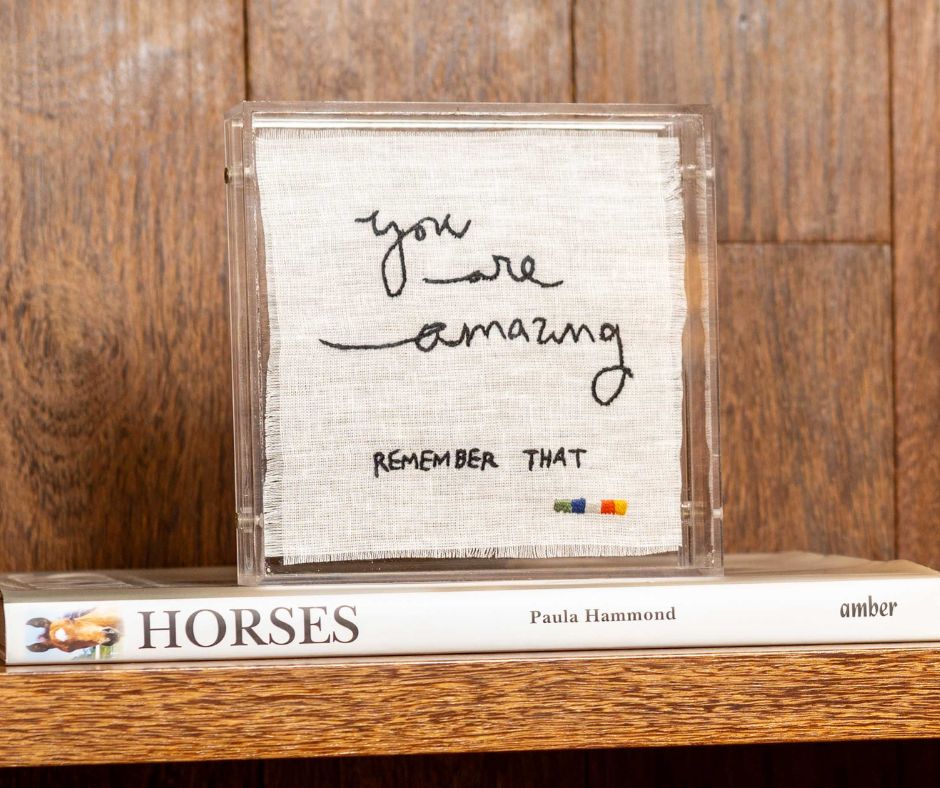 you
are
amazing
REMEMBER THAT
HORSES Paula Hammond amber